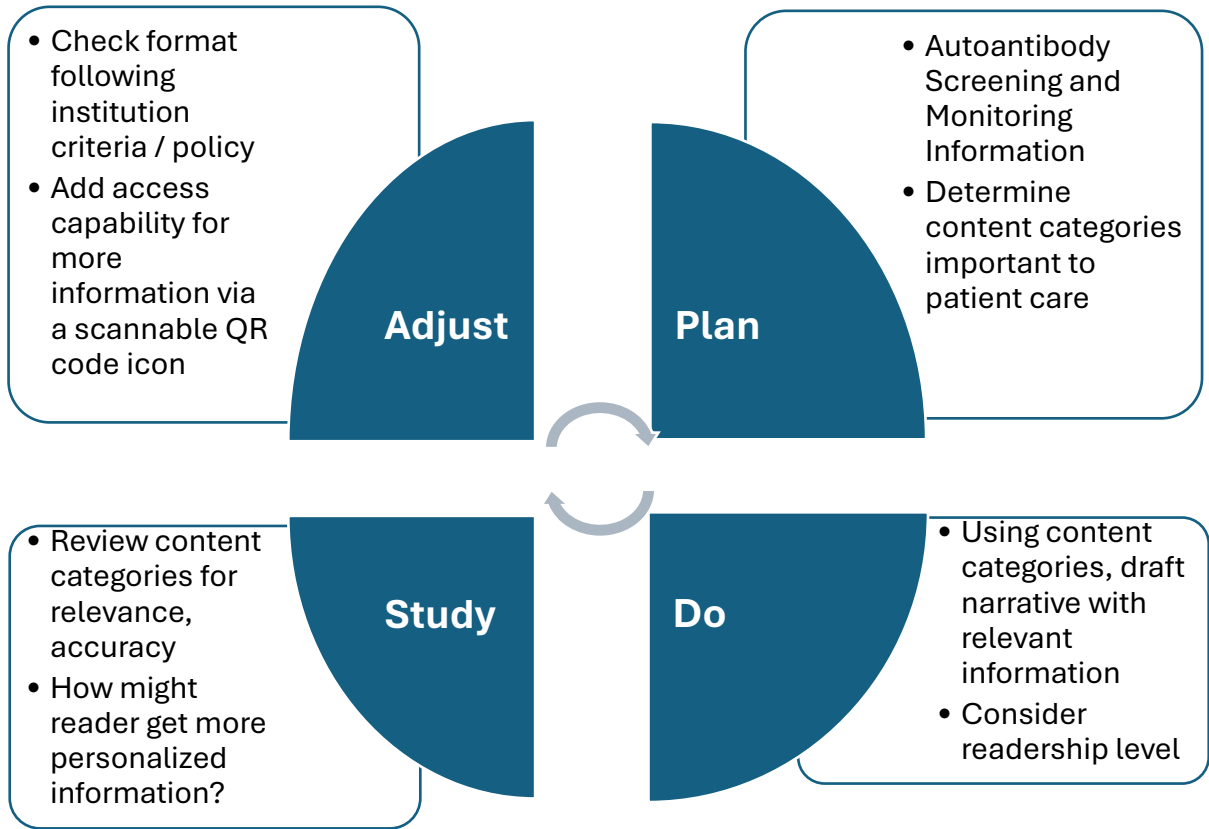 • Check format
following
institution
criteria / policy
• Add access
capability for
more
information via
a scannable QR
code icon
Adjust
• Autoantibody
Screening and
Monitoring
Information
• Determine
content categories
important to
patient care
Plan
• Review content
categories for
relevance,
accuracy
• How might
reader get more
personalized
information?
Study
• Using content
categories, draft
narrative with
relevant
information
• Consider
readership level
Do